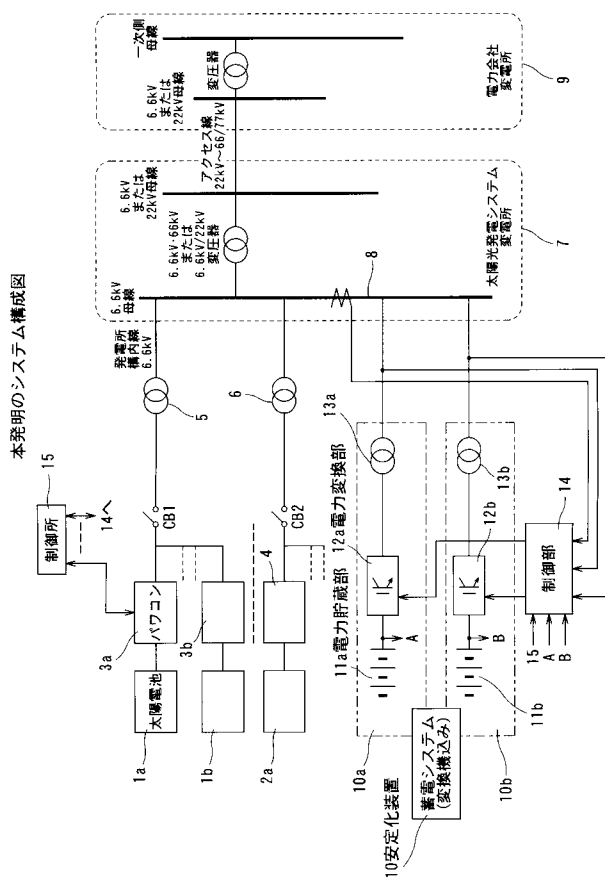 本発明のシステム構成図
15
制御所
14へ
3a
パワコン
太陽電池
1a
3b
1b
CB1
5
発電所
構内線
6.6kV
6.6kV
母線
4
2a
CB2
6
8
6.6kV・66kV
または
6.6kV/22kV
変圧器
6.6kV
または
22kV母線
太陽光発電システム
変電所
7
アクセス線
22kV～66/77kV
6.6kV
または
22kV母線
変圧器
一次側
母線
電力会社
変電所
9
10安定化装置
蓄電システム
(変換機込み)
10a
10b
11a電力貯蔵部
12a電力変換部
13a
A
11b
12b
13b
B
制御部
14
15
A
B